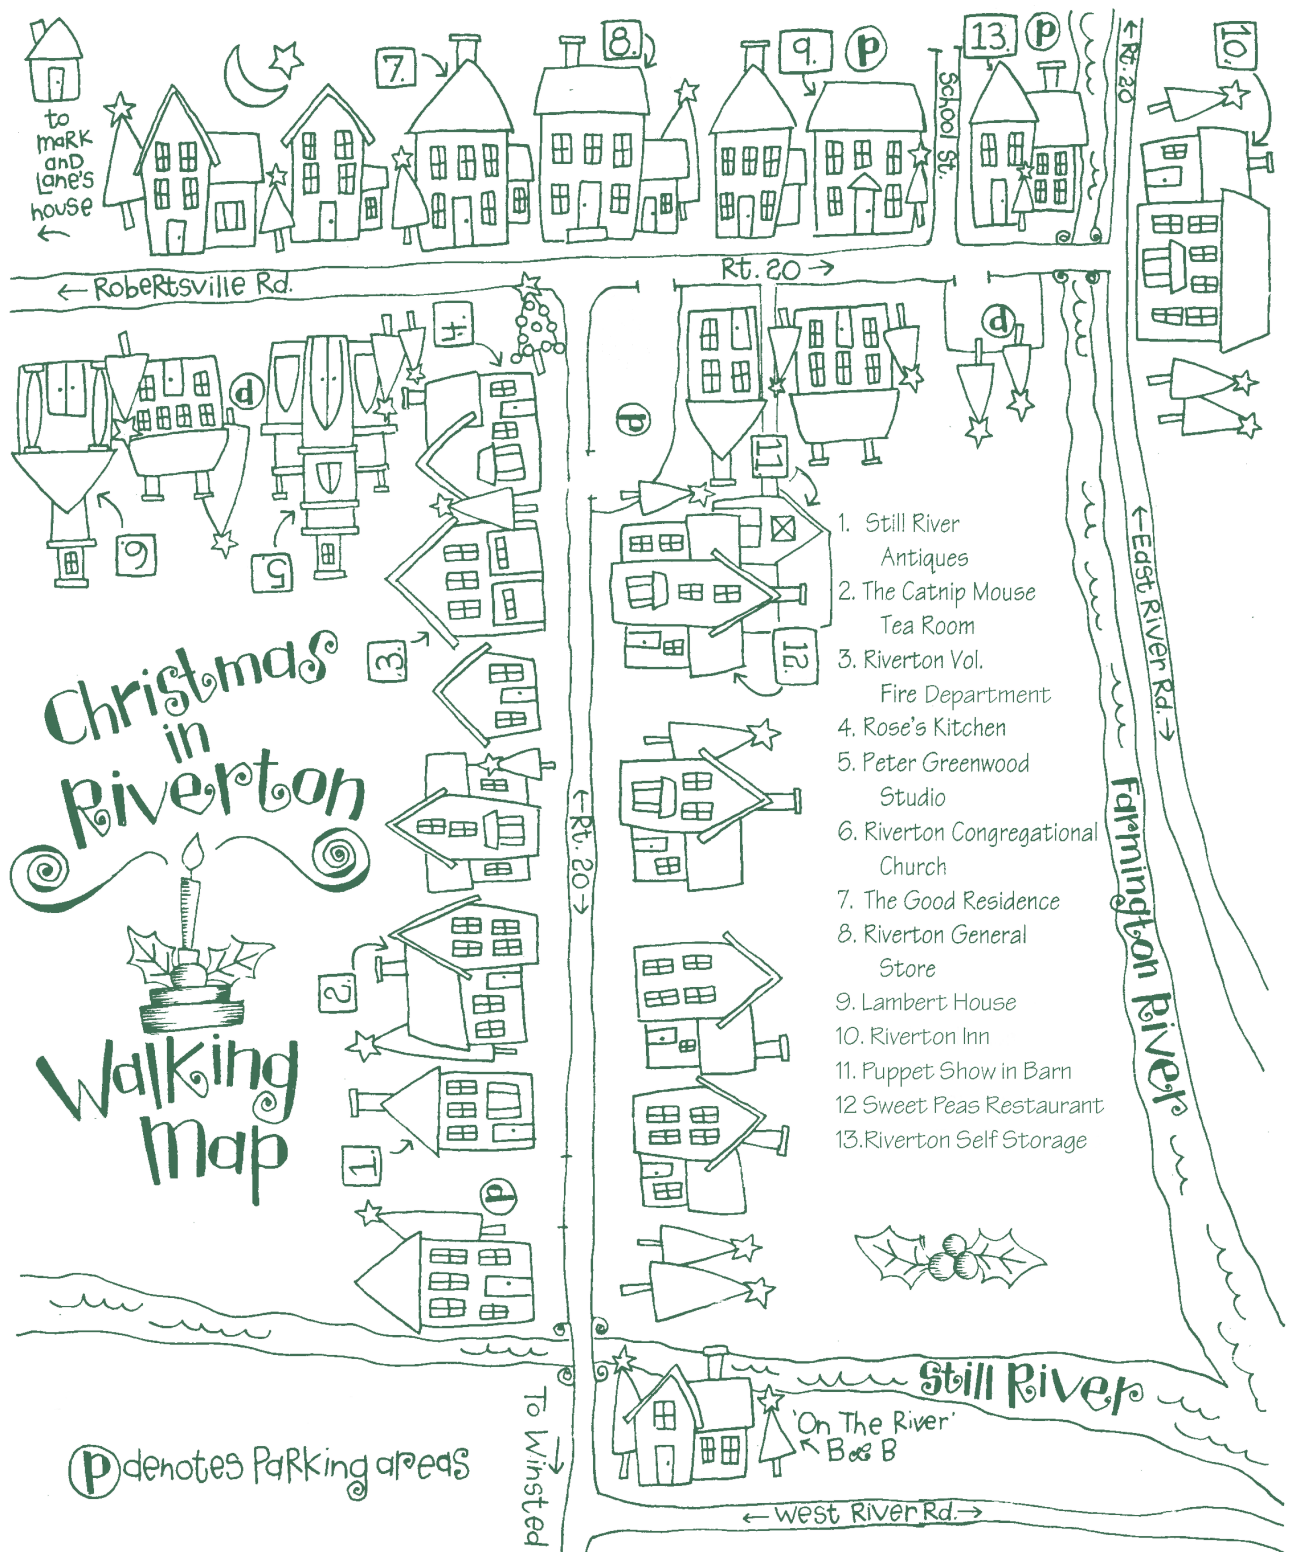 7.
8.
9.
p
13.
p
Rt. 20
10.
to
mark
and
Lane's
house
School St.
Rt. 20
Robertsville Rd.
4.
p
p
p
11.
6.
5.
East River Rd.
1. Still River
Antiques
2. The Catnip Mouse
Tea Room
3. Riverton Vol.
Fire Department
4. Rose's Kitchen
5. Peter Greenwood
Studio
6. Riverton Congregational
Church
7. The Good Residence
8. Riverton General
Store
9. Lambert House
10. Riverton Inn
11. Puppet Show in Barn
12 Sweet Peas Restaurant
13.Riverton Self Storage
Christmas
in
Riverton
3.
12.
Rt. 20
Farmington River
2.
Walking
Map
1.
p
Still River
'On The River'
B & B
To Winsted
p denotes Parking areas
West River Rd.